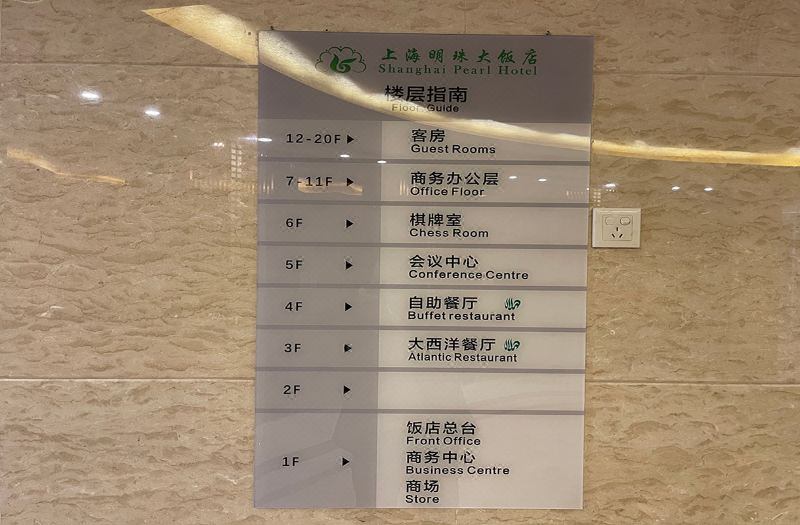 上海明珠大饭店
Shanghai Pearl Hotel
楼层指南
Floor Guide
12-20F
客房
Guest Rooms
7-11F
商务办公层
Office Floor
6F
棋牌室
Chess Room
5F
会议中心
Conference Centre
4F
自助餐厅
Buffet restaurant
3F
大西洋餐厅
Atlantic Restaurant
2F
1F
饭店总台
Front Office
商务中心
Business Centre
商场
Store